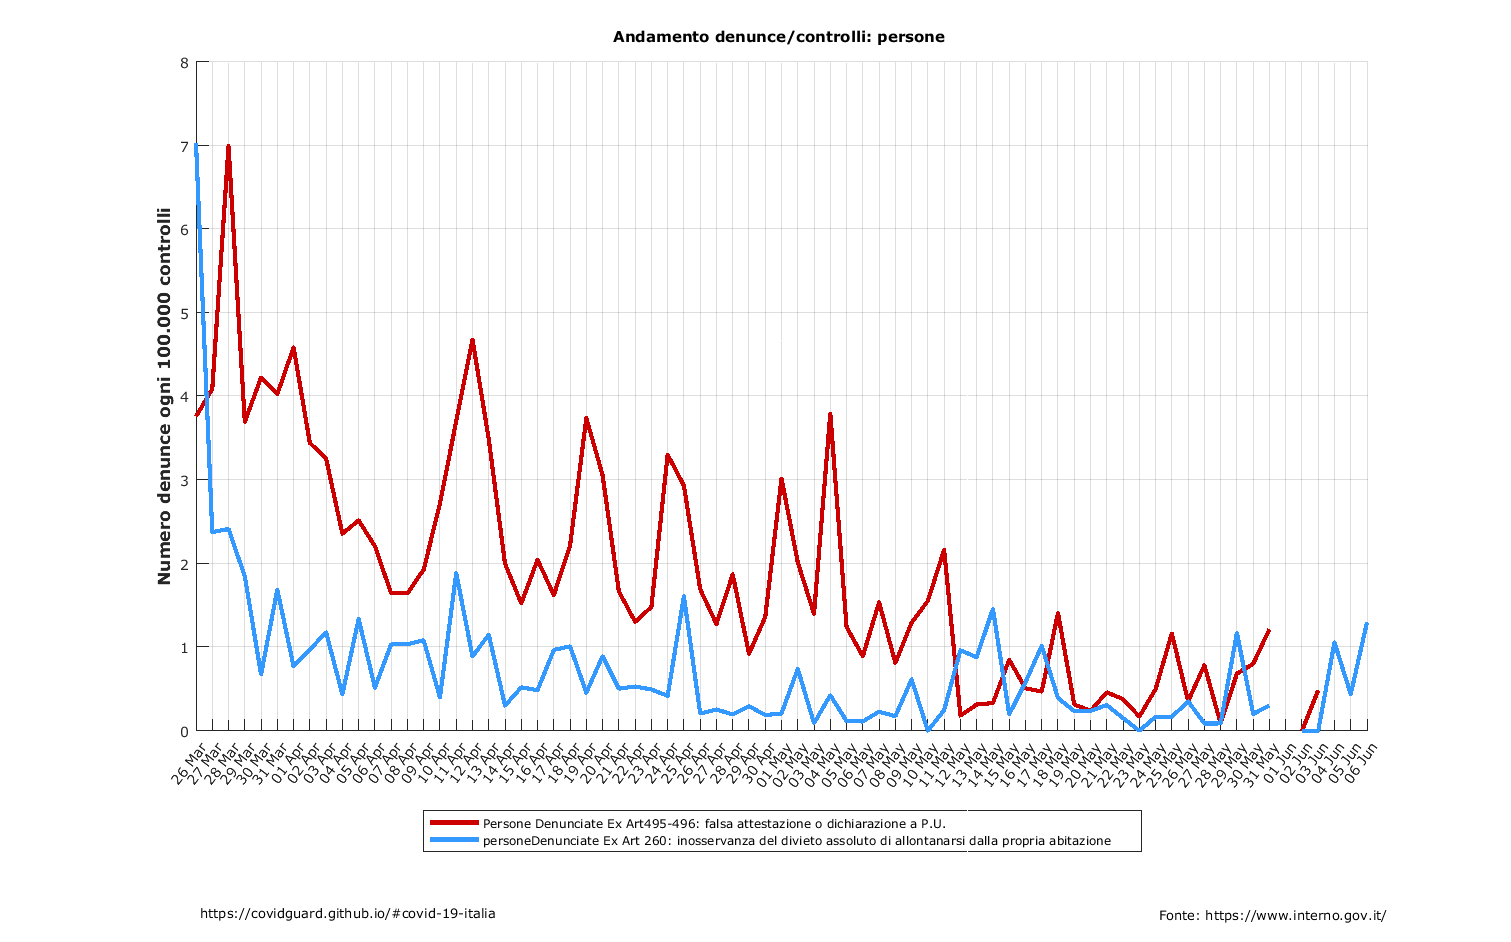 Andamento denunce/controlli: persone
Numero denunce ogni 100.000 controlli
8
7
6
5
4
3
2
1
0
26 Mar
27 Mar
28 Mar
29 Mar
30 Mar
31 Mar
01 Apr
02 Apr
03 Apr
04 Apr
05 Apr
06 Apr
07 Apr
08 Apr
09 Apr
10 Apr
11 Apr
12 Apr
13 Apr
14 Apr
15 Apr
16 Apr
17 Apr
18 Apr
19 Apr
20 Apr
21 Apr
22 Apr
23 Apr
24 Apr
25 Apr
26 Apr
27 Apr
28 Apr
29 Apr
30 Apr
01 May
02 May
03 May
04 May
05 May
06 May
07 May
08 May
09 May
10 May
11 May
12 May
13 May
14 May
15 May
16 May
17 May
18 May
19 May
20 May
21 May
22 May
23 May
24 May
25 May
26 May
27 May
28 May
29 May
30 May
31 May
01 Jun
02 Jun
03 Jun
04 Jun
05 Jun
06 Jun
Persone Denunciate Ex Art495-496: falsa attestazione o dichiarazione a P.U.
personeDenunciate Ex Art 260: inosservanza del divieto assoluto di allontanarsi dalla propria abitazione
https://covidguard.github.io/#covid-19-italia
Fonte: https://www.interno.gov.it/